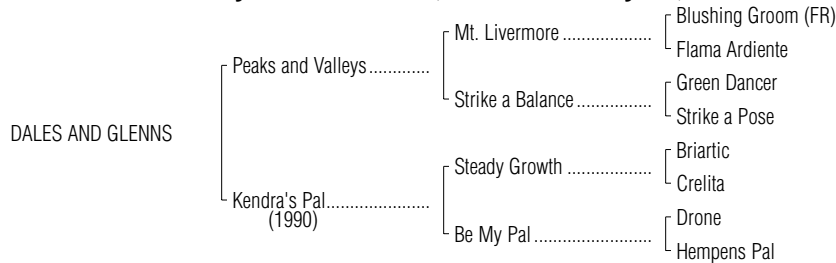 Blushing Groom (FR)
Mt. Livermore ..................
Flama Ardiente
Peaks and Valleys............
Green Dancer
Strike a Balance ...............
Strike a Pose
DALES AND GLENNS
Briartic
Steady Growth .................
Crelita
Kendra's Pal.....................
(1990)
Drone
Be My Pal ........................
Hempens Pal